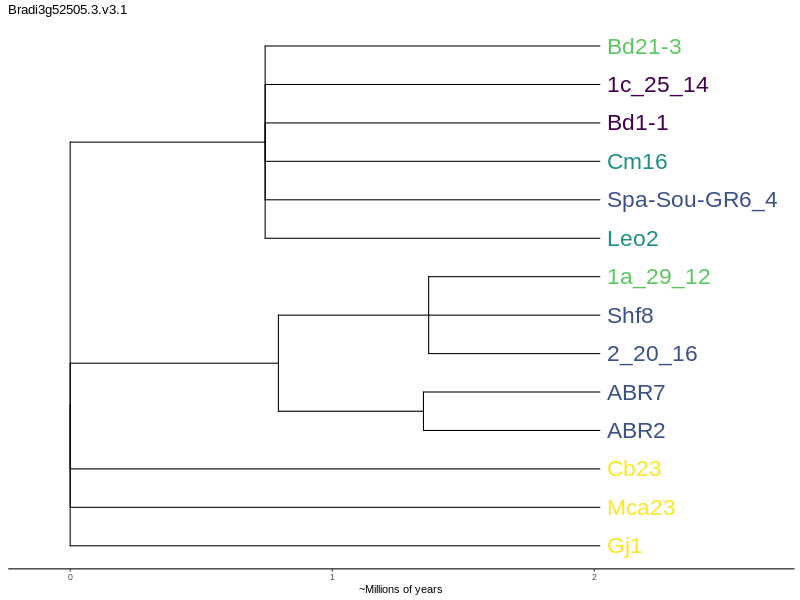 Bradi3g52505.3.v3.1
Bd21-3
1c_25_14
Bd1-1
Cm16
Spa-Sou-GR6_4
Leo2
1a_29_12
Shf8
2_20_16
ABR7
ABR2
Cb23
Mca23
Gj1
0 1 2
~Millions of years